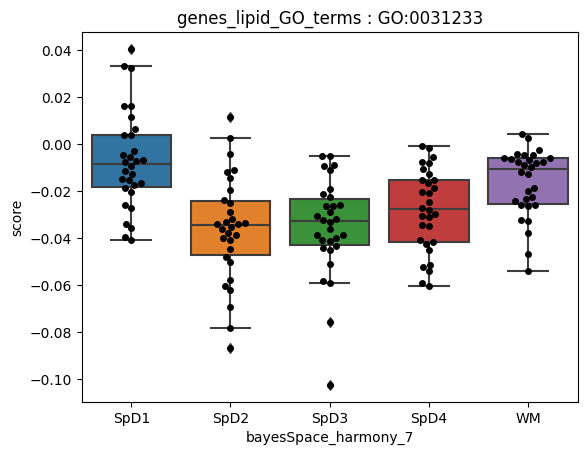 genes_lipid_GO_terms : GO:0031233
0.04
0.02
0.00
−0.02
−0.04
−0.06
−0.08
−0.10
score
SpD1 SpD2 SpD3 SpD4 WM
bayesSpace_harmony_7